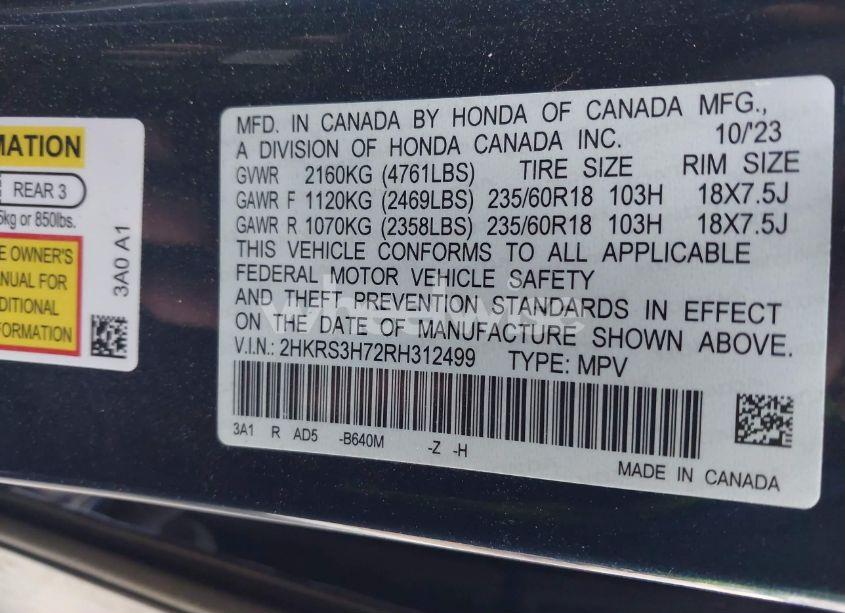 MATION
REAR 3
5kg or 850lbs.
E OWNER'S
ANUAL FOR
DDITIONAL
FORMATION
3A0 A1
MFD. IN CANADA BY HONDA OF CANADA MFG.,
A DIVISION OF HONDA CANADA INC. 10/'23
GVWR 2160KG (4761LBS) TIRE SIZE RIM SIZE
GAWR F 1120KG (2469LBS) 235/60R18 103H 18X7.5J
GAWR R 1070KG (2358LBS) 235/60R18 103H 18X7.5J
THIS VEHICLE CONFORMS TO ALL APPLICABLE
FEDERAL MOTOR VEHICLE SAFETY
AND THEFT PREVENTION STANDARDS IN EFFECT
ON THE DATE OF MANUFACTURE SHOWN ABOVE.
V.I.N.: 2HKRS3H72RH312499 TYPE: MPV
3A1 R AD5 -B640M -Z -H
MADE IN CANADA
wheelwise